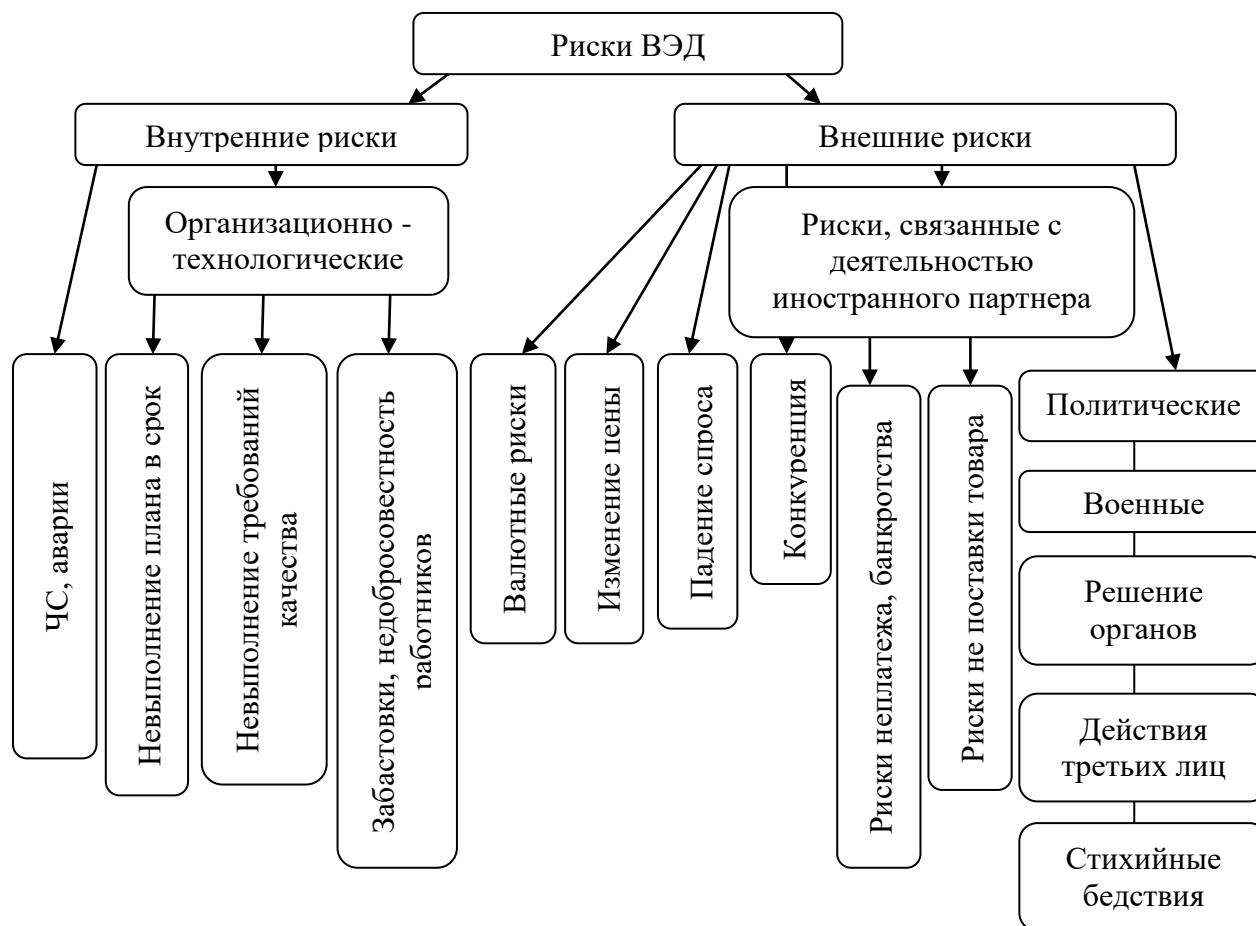 Риски ВЭД
Внутренние риски
Внешние риски
Организационно -
технологические
Риски, связанные с
деятельностью
иностранного партнера
ЧС, аварии
Невыполнение плана в срок
Невыполнение требований
качества
Забастовки, недобросовестность
работников
Валютные риски
Изменение цены
Падение спроса
Конкуренция
Риски неплатежа, банкротства
Риски не поставки товара
Политические
Военные
Решение
органов
Действия
третьих лиц
Стихийные
бедствия